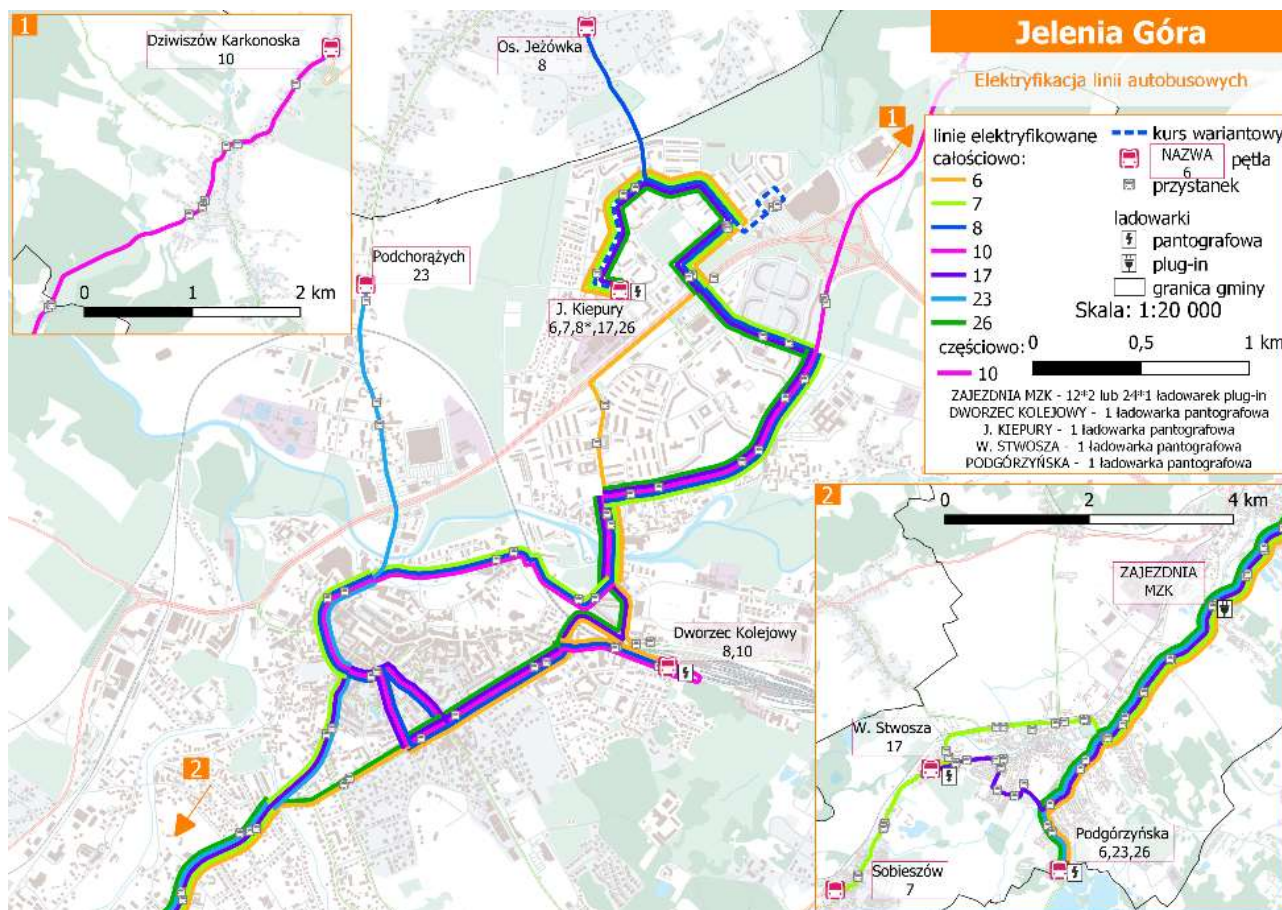 1
Dziwiszów Karkonoska
10
0 1 2 km
Os. Jeżówka
8
Podchorążych
23
J. Kiepury
6,7,8*,17,26
1
Dworzec Kolejowy
8,10
2
Jelenia Góra
Elektryfikacja linii autobusowych
linie elektryfikowane
całościowo:
6
7
8
10
17
23
26
częściowo:
10
kurs wariantowy
NAZWA
6
pętla
przystanek
ładowarki
pantografowa
plug-in
granica gminy
Skala: 1:20 000
0 0,5 1 km
ZAJEZDNIA MZK - 12*2 lub 24*1 ładowarek plug-in
DWORZEC KOLEJOWY - 1 ładowarka pantografowa
J. KIEPURY - 1 ładowarka pantografowa
W. STWOSZA - 1 ładowarka pantografowa
PODGÓRZYŃSKA - 1 ładowarka pantografowa
2
0 2 4 km
ZAJEZDNIA
MZK
W. Stwosza
17
Podgórzyńska
6,23,26
Sobieszów
7